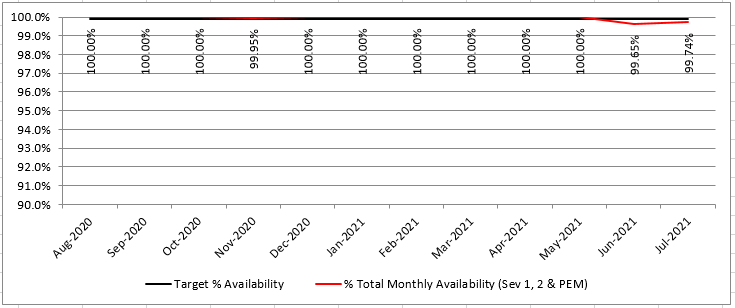 100.0%
99.0%
98.0%
97.0%
96.0%
95.0%
94.0%
93.0%
92.0%
91.0%
90.0%
100.00%
100.00%
100.00%
99.95%
100.00%
100.00%
100.00%
100.00%
100.00%
100.00%
99.65%
99.74%
Aug-2020
Sep-2020
Oct-2020
Nov-2020
Dec-2020
Jan-2021
Feb-2021
Mar-2021
Apr-2021
May-2021
Jun-2021
Jul-2021
Target % Availability
% Total Monthly Availability (Sev 1, 2 & PEM)